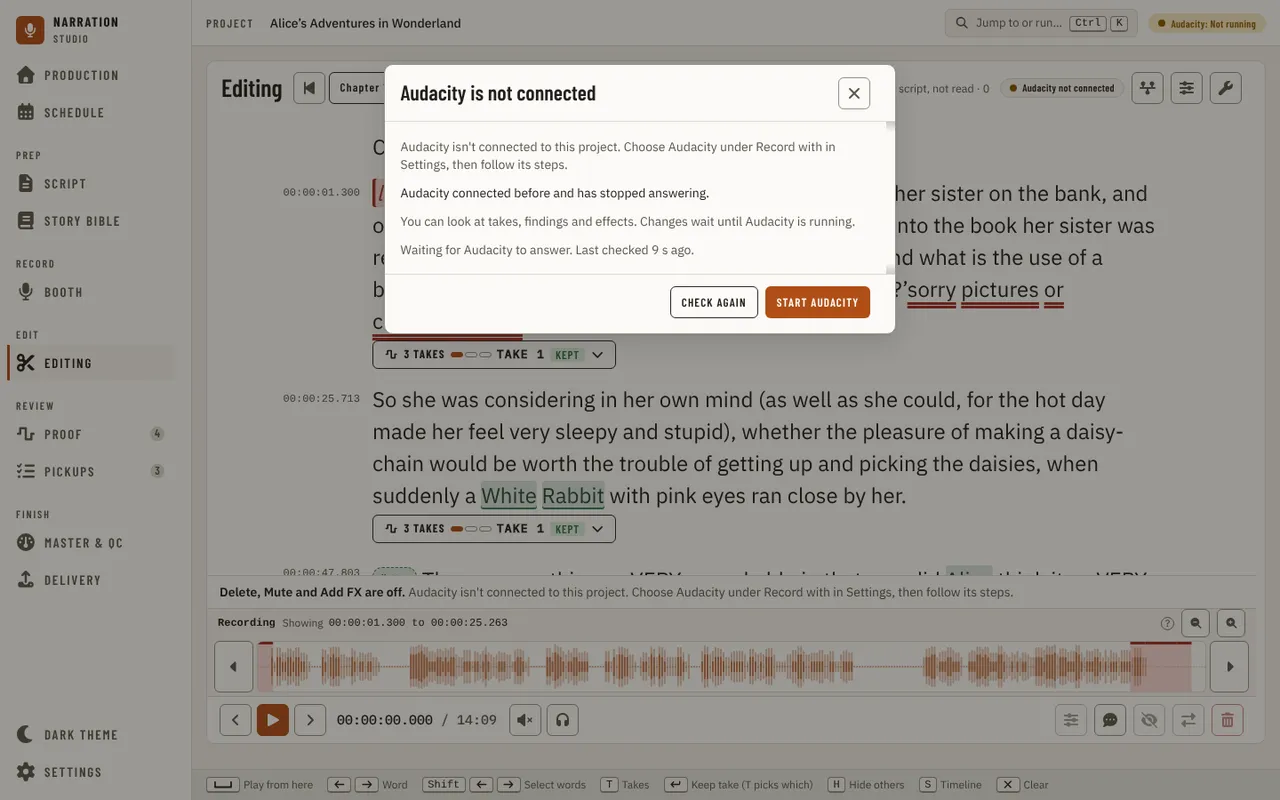 NARRATION
STUDIO
PRODUCTION
SCHEDULE
PREP
SCRIPT
STORY BIBLE
RECORD
BOOTH
EDIT
EDITING
REVIEW
PROOF 4
PICKUPS 3
FINISH
MASTER & QC
DELIVERY
DARK THEME
SETTINGS
PROJECT Alice's Adventures in Wonderland
Jump to or run... Ctrl K
Audacity: Not running
Editing Chapter
script, not read · 0 Audacity not connected
Audacity is not connected
Audacity isn't connected to this project. Choose Audacity under Record with in
Settings, then follow its steps.
Audacity connected before and has stopped answering.
You can look at takes, findings and effects. Changes wait until Audacity is running.
Waiting for Audacity to answer. Last checked 9 s ago.
CHECK AGAIN START AUDACITY
00:00:01.300 her sister on the bank, and
nto the book her sister was
nd what is the use of a
?’sorry pictures or
3 TAKES TAKE 1 KEPT
00:00:25.713 So she was considering in her own mind (as well as she could, for the hot day
made her feel very sleepy and stupid), whether the pleasure of making a daisy-
chain would be worth the trouble of getting up and picking the daisies, when
suddenly a White Rabbit with pink eyes ran close by her.
3 TAKES TAKE 1 KEPT
00:00:47.803
Delete, Mute and Add FX are off. Audacity isn't connected to this project. Choose Audacity under Record with in Settings, then follow its steps.
Recording Showing 00:00:01.300 to 00:00:25.263
00:00:00.000 / 14:09
Play from here Word Shift Select words T Takes Keep take (T picks which) H Hide others S Timeline Clear